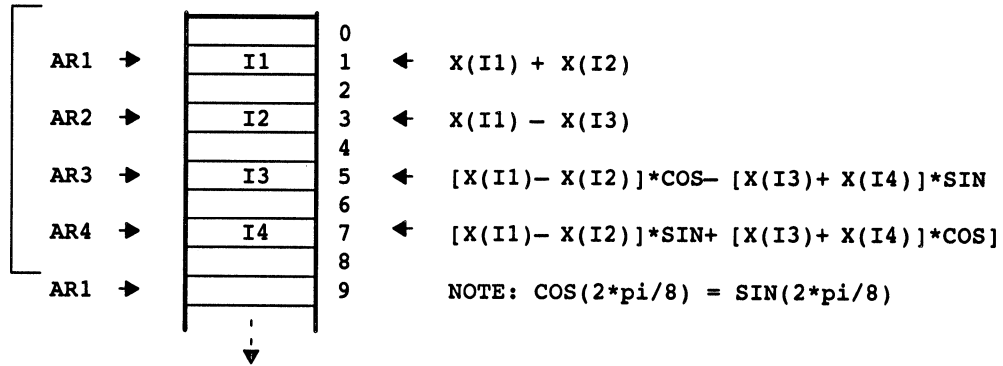 0
AR1 I1 1 X(I1) + X(I2)
2
AR2 I2 3 X(I1) − X(I3)
4
AR3 I3 5 [X(I1)− X(I2)]*COS− [X(I3)+ X(I4)]*SIN
6
AR4 I4 7 [X(I1)− X(I2)]*SIN+ [X(I3)+ X(I4)]*COS]
8
AR1 9 NOTE: COS(2*pi/8) = SIN(2*pi/8)